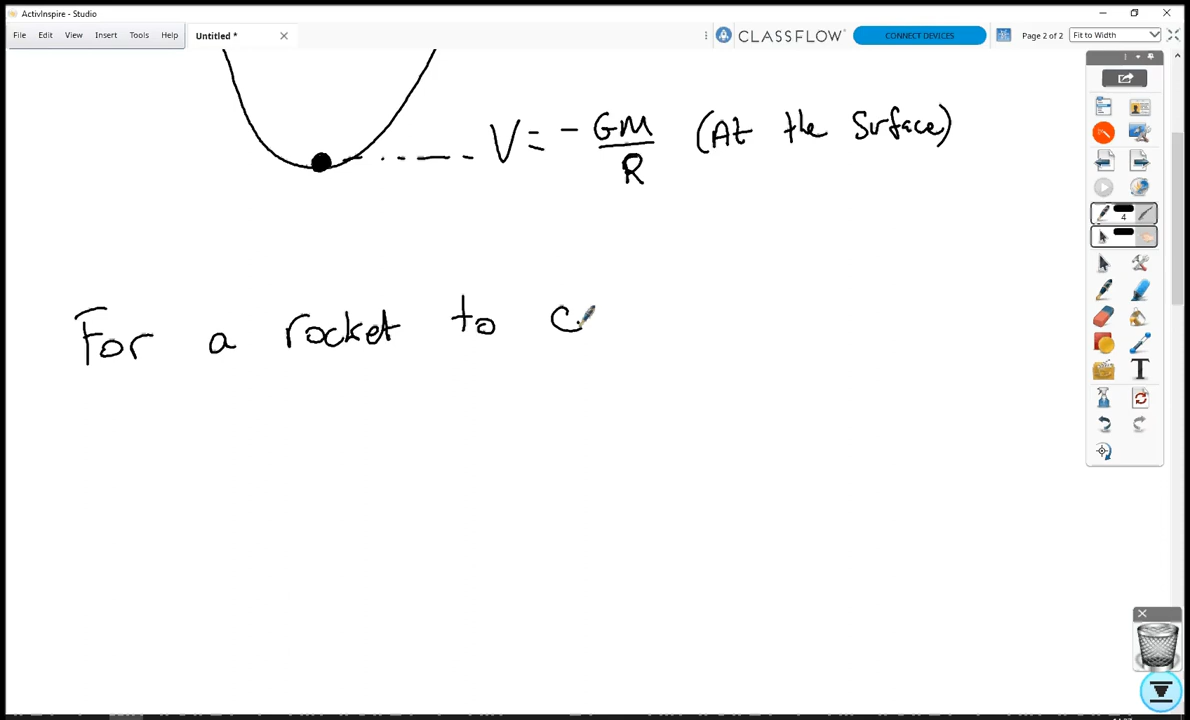 ActivInspire - Studio
File Edit View Insert Tools Help Untitled * CLASSFLOW CONNECT DEVICES Page 2 of 2 Fit to Width
V = - GM/R (At the Surface)
4
For a rocket to
T